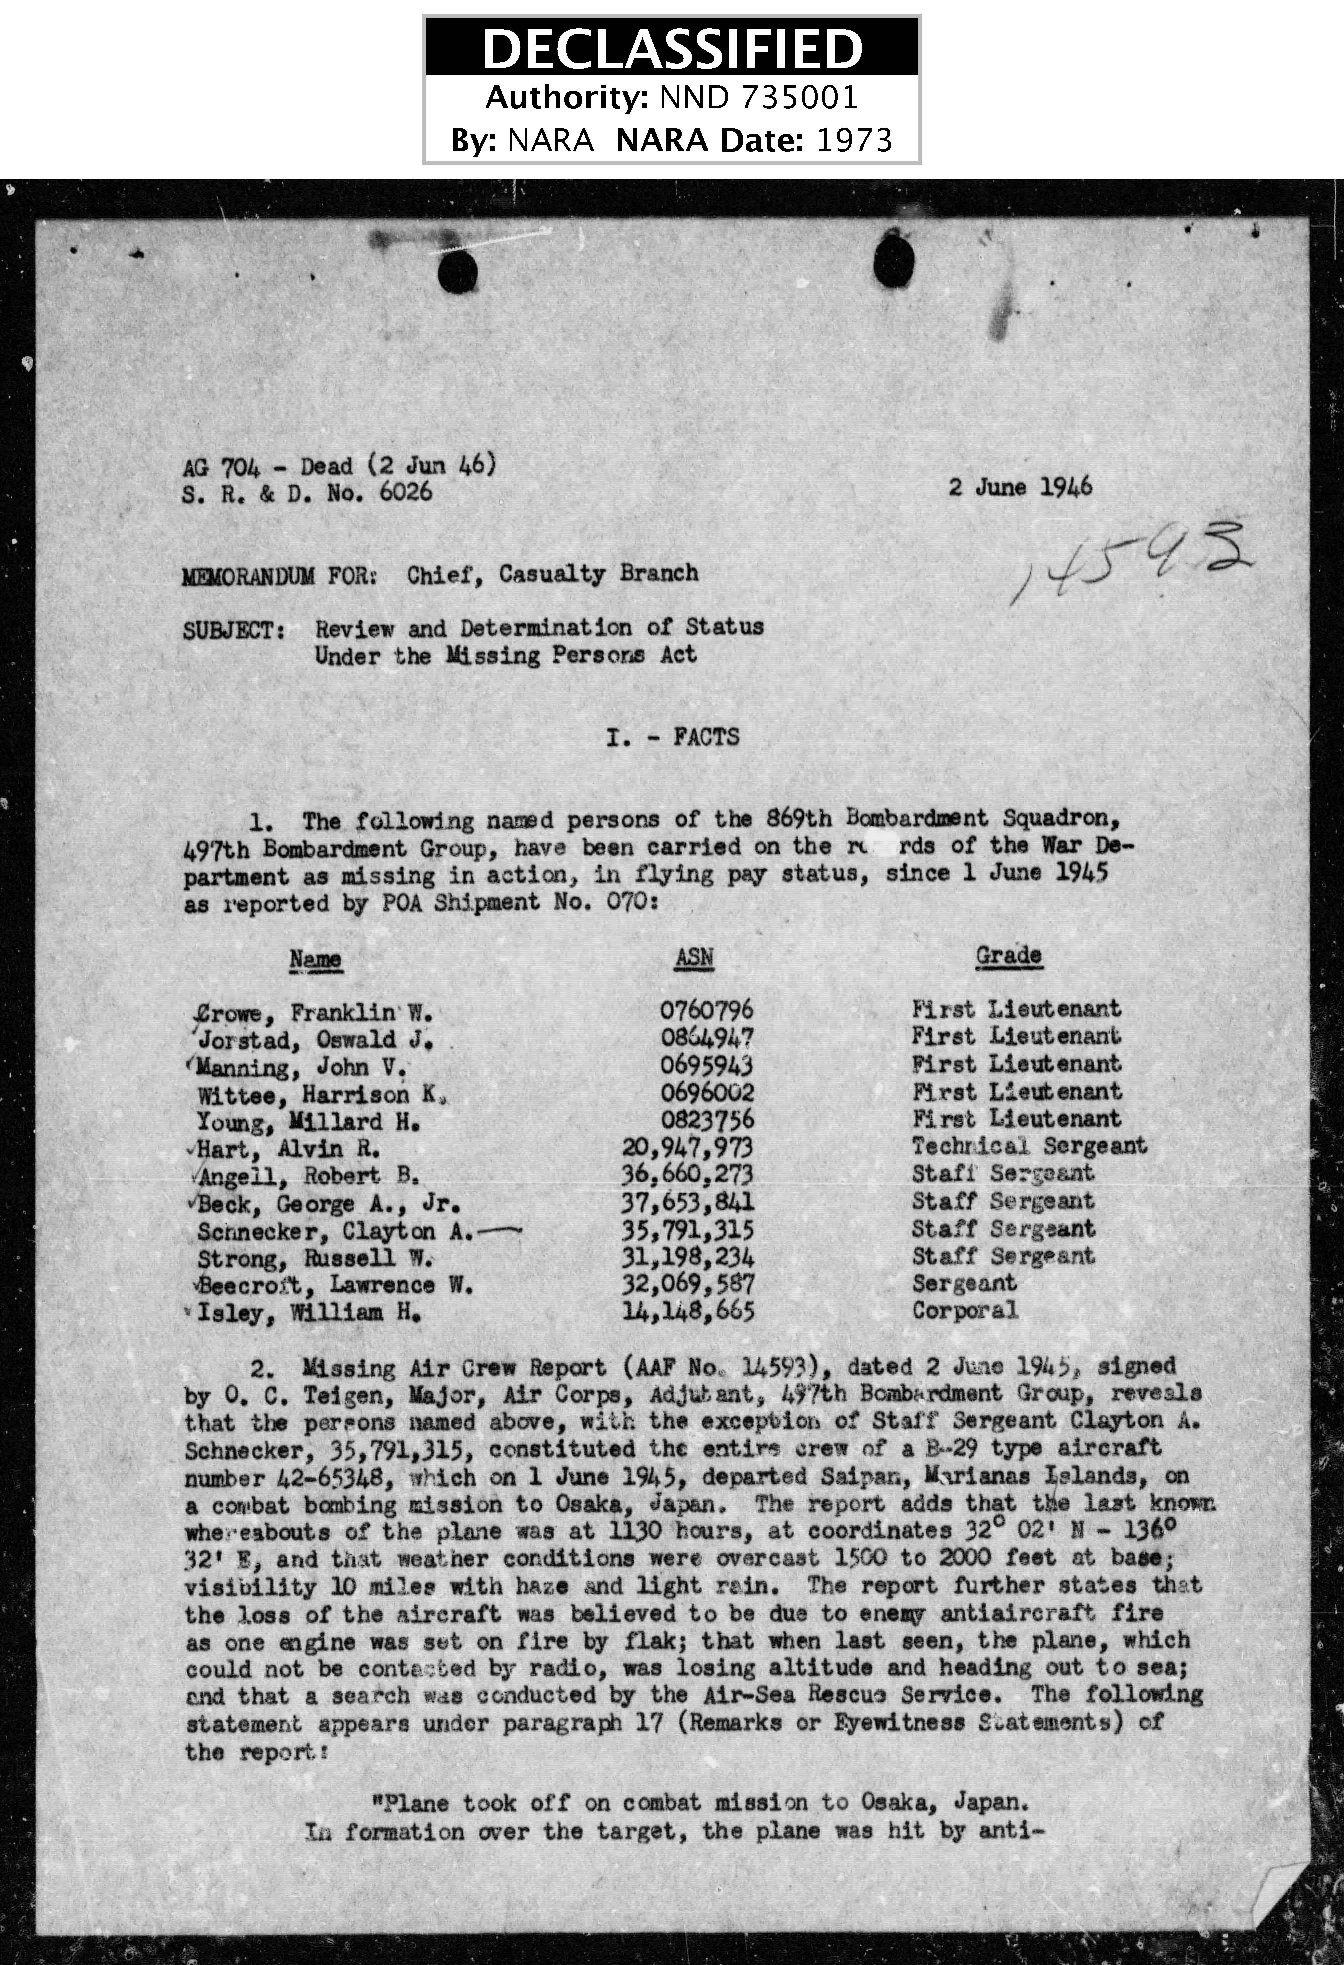 DECLASSIFIED
Authority: NND 735001
By: NARA NARA Date: 1973
AG 704 - Dead (2 Jun 46)
S. R. & D. No. 6026
2 June 1946
14593
MEMORANDUM FOR: Chief, Casualty Branch
SUBJECT: Review and Determination of Status
Under the Missing Persons Act
I. - FACTS
1. The following named persons of the 869th Bombardment Squadron,
497th Bombardment Group, have been carried on the re rds of the War De-
partment as missing in action, in flying pay status, since 1 June 1945
as reported by POA Shipment No. 070:
Name ASN Grade
Crowe, Franklin W. 0760796 First Lieutenant
Jorstad, Oswald J. 0864947 First Lieutenant
Manning, John V. 0695943 First Lieutenant
Wittee, Harrison K. 0696002 First Lieutenant
Young, Millard H. 0823756 First Lieutenant
Hart, Alvin R. 20,947,973 Technical Sergeant
Angell, Robert B. 36,660,273 Staff Sergeant
Beck, George A., Jr. 37,653,841 Staff Sergeant
Schnecker, Clayton A. 35,791,315 Staff Sergeant
Strong, Russell W. 31,198,234 Staff Sergeant
Beecroft, Lawrence W. 32,069,587 Sergeant
Isley, William H. 14,148,665 Corporal
2. Missing Air Crew Report (AAF No. 14593), dated 2 June 1945, signed
by O. C. Teigen, Major, Air Corps, Adjutant, 497th Bombardment Group, reveals
that the persons named above, with the exception of Staff Sergeant Clayton A.
Schnecker, 35,791,315, constituted the entire crew of a B-29 type aircraft
number 42-65348, which on 1 June 1945, departed Saipan, Marianas Islands, on
a combat bombing mission to Osaka, Japan. The report adds that the last known
whereabouts of the plane was at 1130 hours, at coordinates 32° 02' N - 136°
32' E, and that weather conditions were overcast 1500 to 2000 feet at base;
visibility 10 miles with haze and light rain. The report further states that
the loss of the aircraft was believed to be due to enemy antiaircraft fire
as one engine was set on fire by flak; that when last seen, the plane, which
could not be contacted by radio, was losing altitude and heading out to sea;
and that a search was conducted by the Air-Sea Rescue Service. The following
statement appears under paragraph 17 (Remarks or Eyewitness Statements) of
the report:
"Plane took off on combat mission to Osaka, Japan.
In formation over the target, the plane was hit by anti-